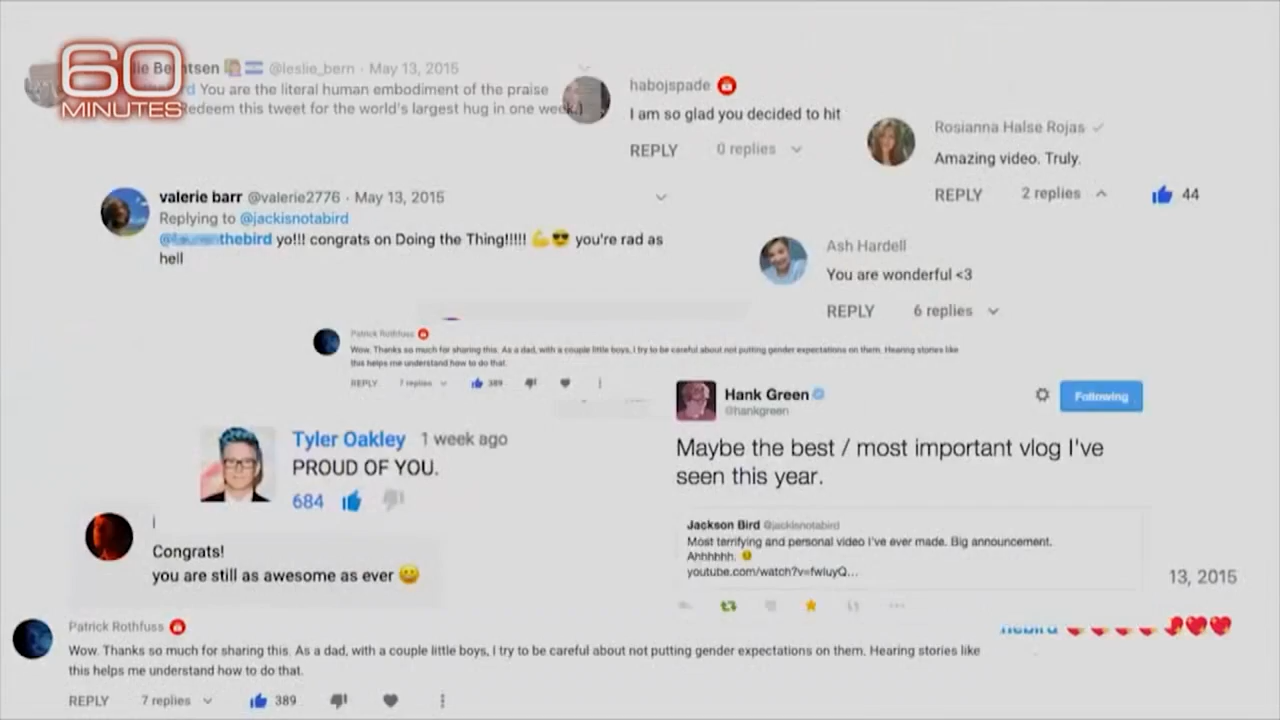 60
MINUTES
lie Be tsen @leslie_bern · May 13, 2015
You are the literal human embodiment of the praise
Redeem this tweet for the world's largest hug in one week.]
habojspade
I am so glad you decided to hit
REPLY 0 replies
Rosianna Halse Rojas
Amazing video. Truly.
REPLY 2 replies 44
valerie barr @valerie2776 · May 13, 2015
Replying to @jackisnotabird
thebird yo!!! congrats on Doing the Thing!!!!! 💪😎 you're rad as
hell
Ash Hardell
You are wonderful <3
REPLY 6 replies
Patrick Rothfuss
Wow. Thanks so much for sharing this. As a dad, with a couple little boys, I try to be careful about not putting gender expectations on them. Hearing stories like
this helps me understand how to do that.
REPLY 7 replies 389
Hank Green
@hankgreen
Following
Maybe the best / most important vlog I've
seen this year.
Tyler Oakley 1 week ago
PROUD OF YOU.
684
Jackson Bird @jackisnotabird
Most terrifying and personal video I've ever made. Big announcement.
Ahhhhhh.
youtube.com/watch?v=fwIuyQ...
Congrats!
you are still as awesome as ever 😀
13, 2015
Patrick Rothfuss
Wow. Thanks so much for sharing this. As a dad, with a couple little boys, I try to be careful about not putting gender expectations on them. Hearing stories like
this helps me understand how to do that.
REPLY 7 replies 389